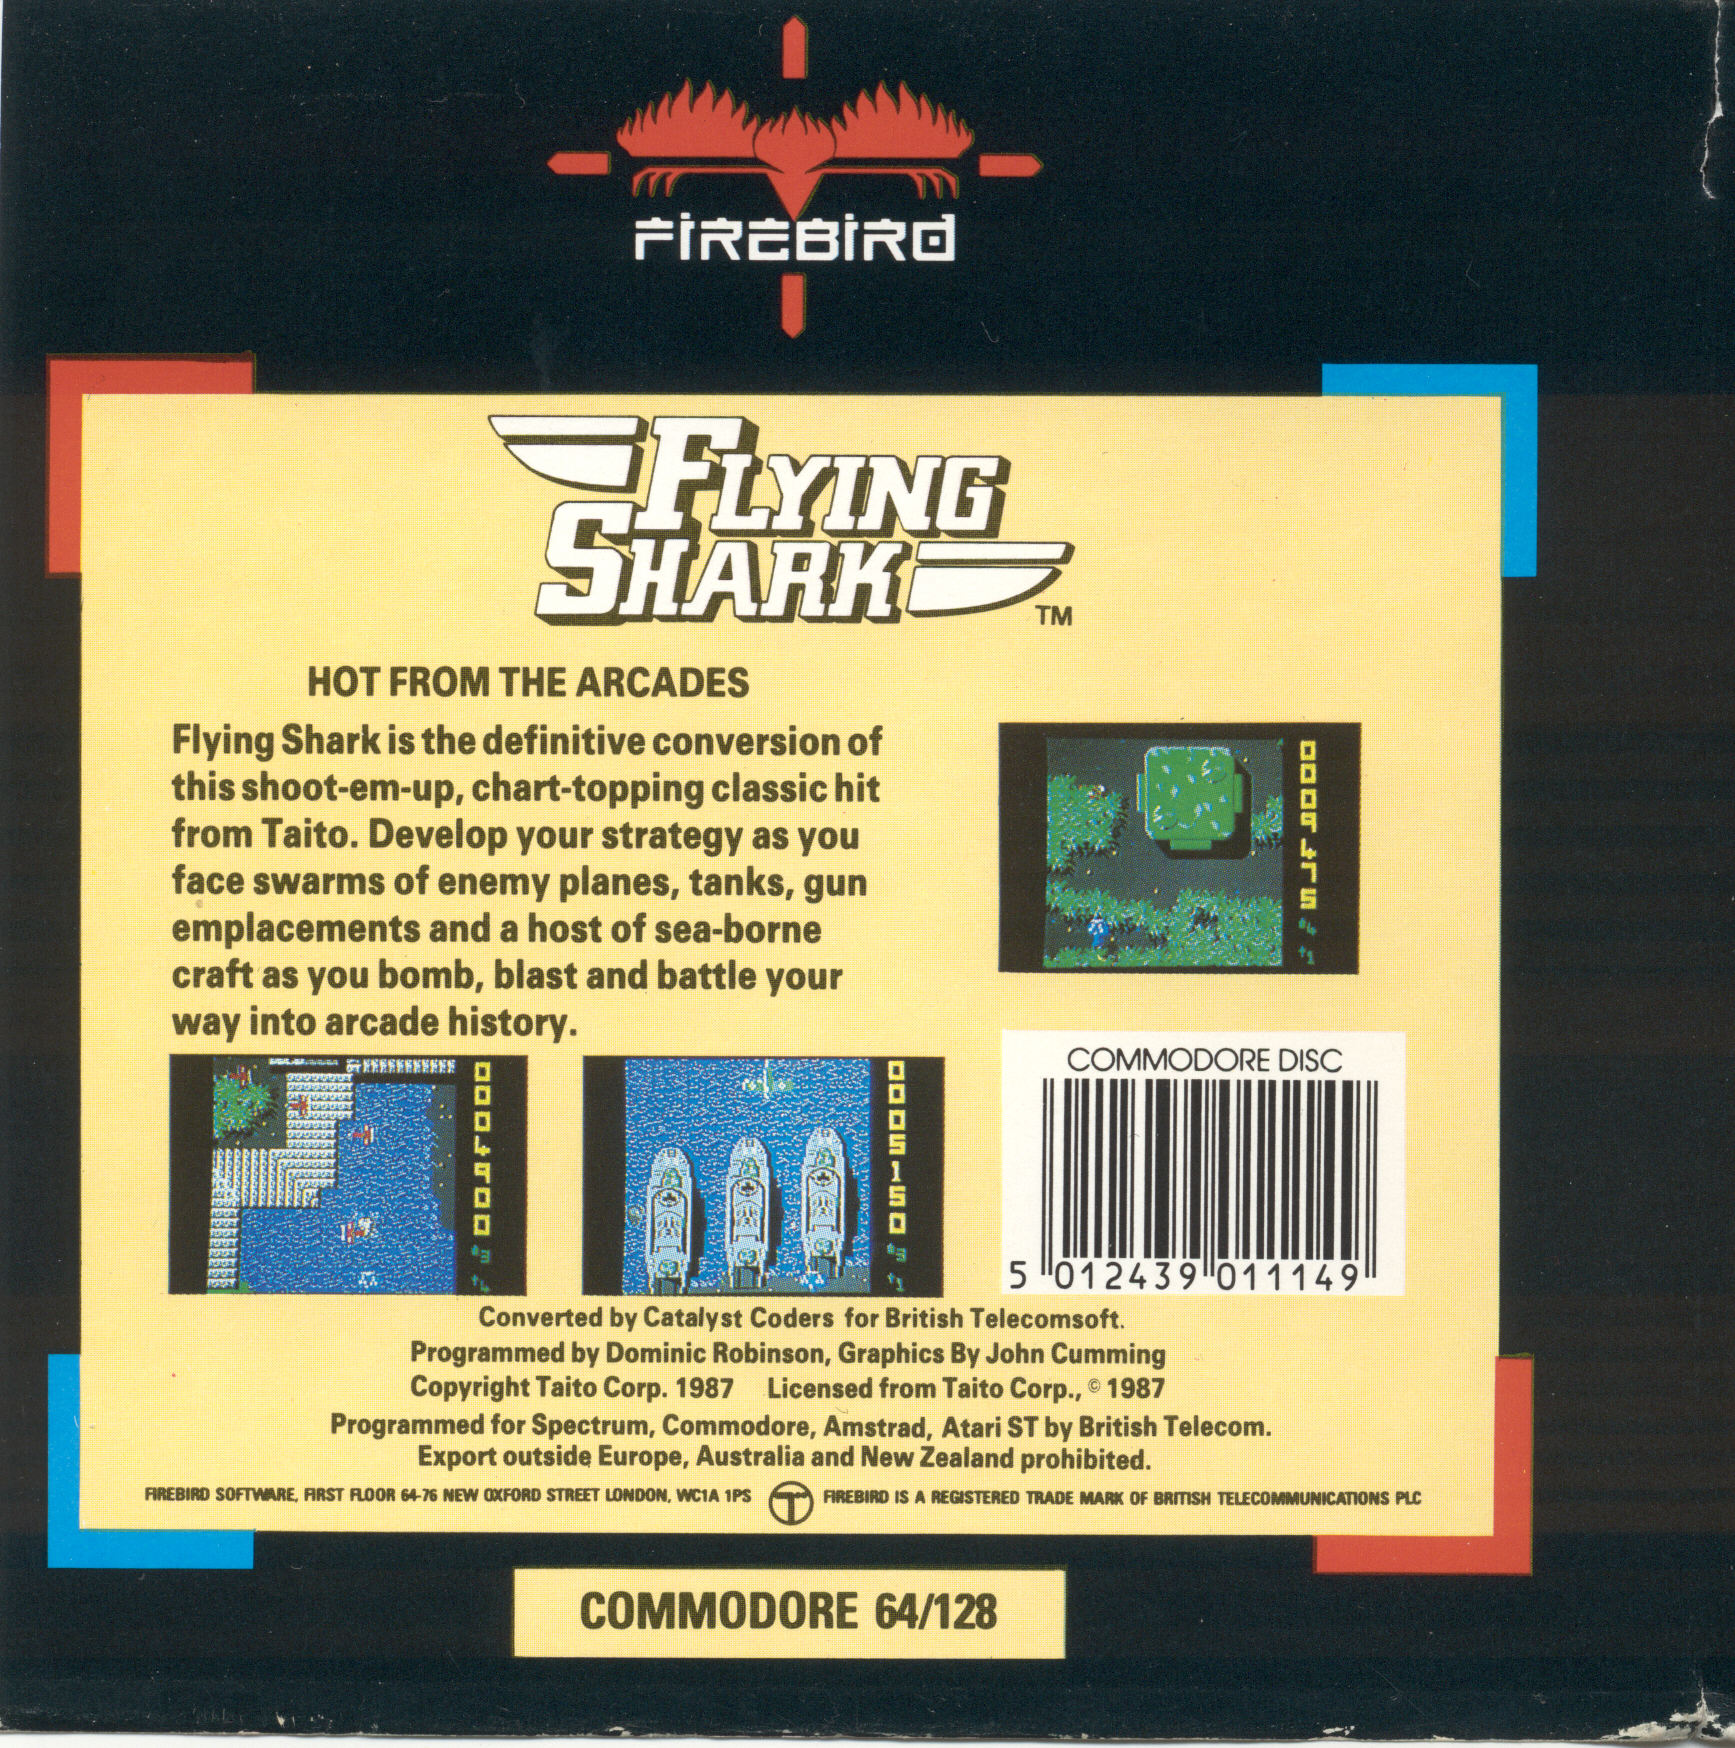 FIREBIRD
FLYING
SHARK
TM
HOT FROM THE ARCADES
Flying Shark is the definitive conversion of
this shoot-em-up, chart-topping classic hit
from Taito. Develop your strategy as you
face swarms of enemy planes, tanks, gun
emplacements and a host of sea-borne
craft as you bomb, blast and battle your
way into arcade history.
0009475
0004900
0005150
COMMODORE DISC
5 012439 011149
Converted by Catalyst Coders for British Telecomsoft.
Programmed by Dominic Robinson, Graphics By John Cumming
Copyright Taito Corp. 1987 Licensed from Taito Corp., © 1987
Programmed for Spectrum, Commodore, Amstrad, Atari ST by British Telecom.
Export outside Europe, Australia and New Zealand prohibited.
FIREBIRD SOFTWARE, FIRST FLOOR 64-76 NEW OXFORD STREET LONDON, WC1A 1PS T FIREBIRD IS A REGISTERED TRADE MARK OF BRITISH TELECOMMUNICATIONS PLC
COMMODORE 64/128